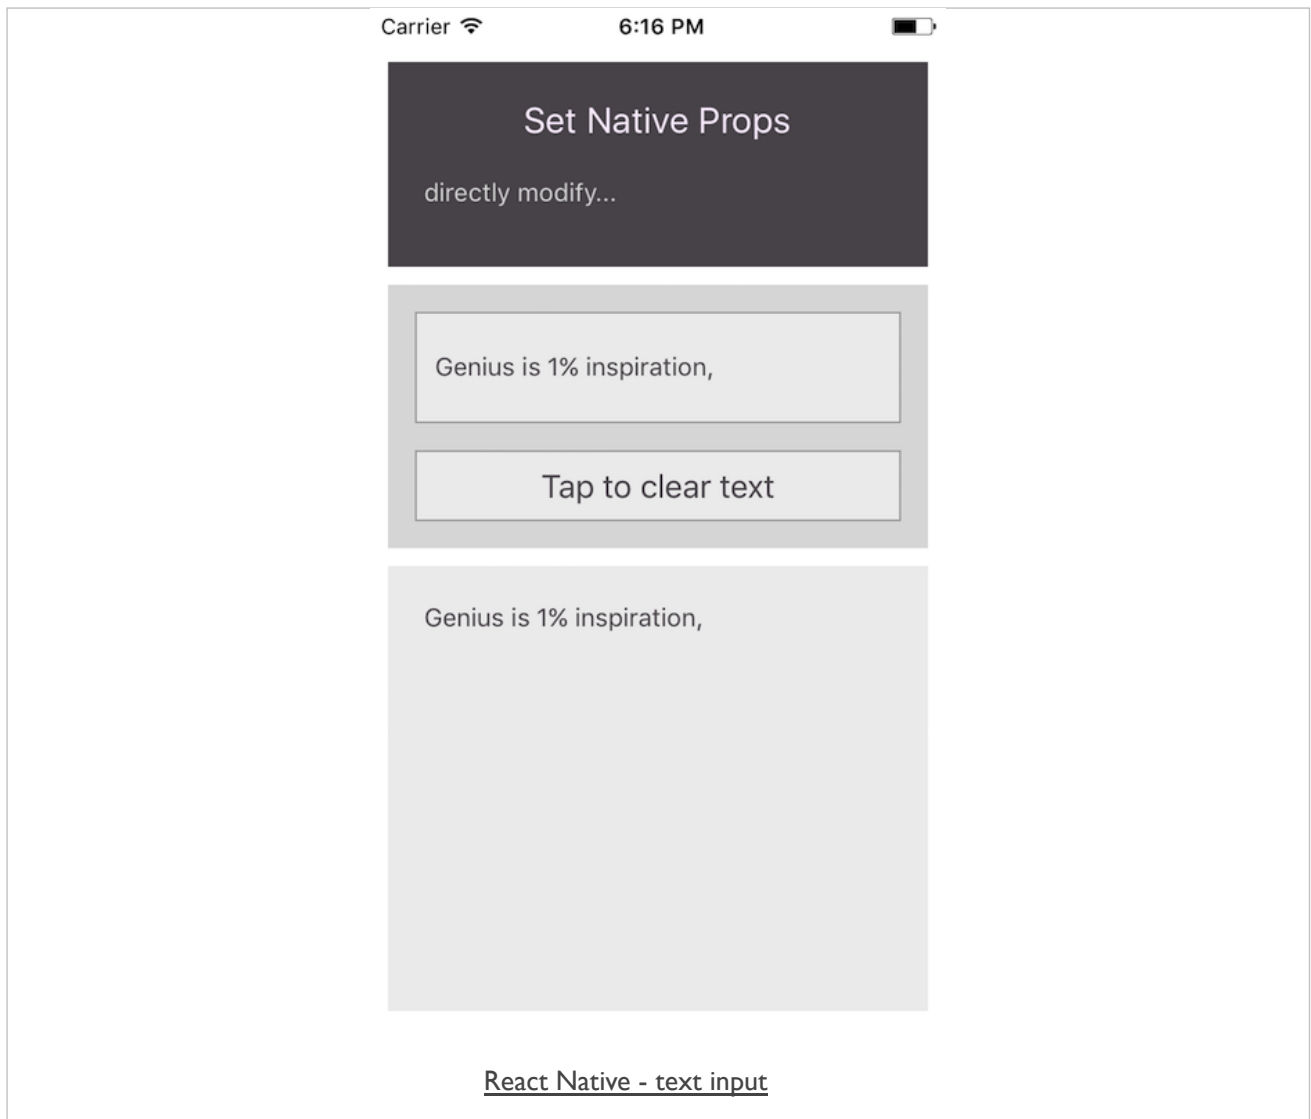 Carrier 6:16 PM
Set Native Props
directly modify...
Genius is 1% inspiration,
Tap to clear text
Genius is 1% inspiration,
React Native - text input